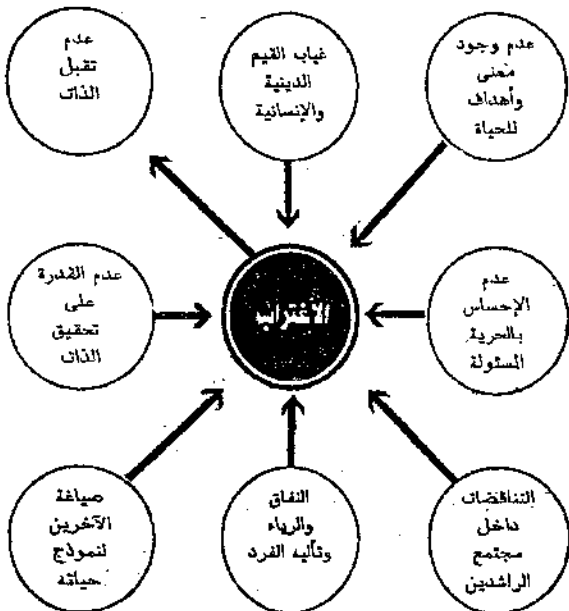 عدم وجود
معنى
وأهداف
للحياة
غياب القيم
الدينية
والإنسانية
عدم
تقبل
الذات
عدم
الإحساس
بالحرية
المسئولة
الاغتراب
عدم القدرة
على
تحقيق
الذات
التناقضات
داخل
مجتمع
الراشدين
النفاق
والرياء
وتأليه الفرد
صياغة
الآخرين
لنموذج
حياته